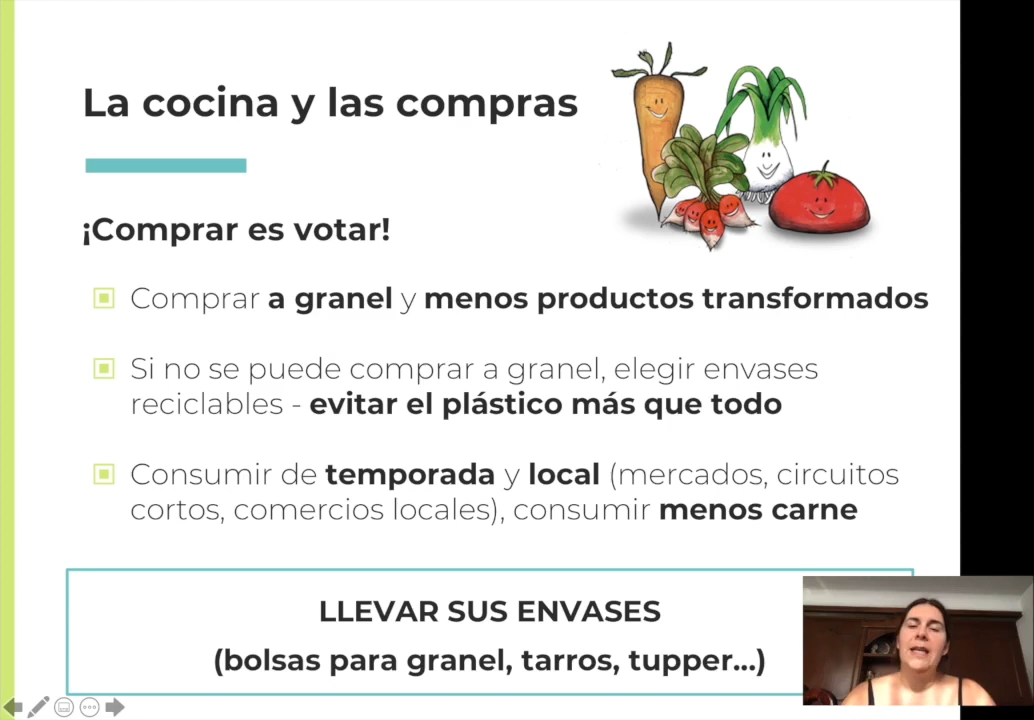 La cocina y las compras
¡Comprar es votar!
Comprar a granel y menos productos transformados
Si no se puede comprar a granel, elegir envases
reciclables - evitar el plástico más que todo
Consumir de temporada y local (mercados, circuitos
cortos, comercios locales), consumir menos carne
LLEVAR SUS ENVASES
(bolsas para granel, tarros, tupper...)